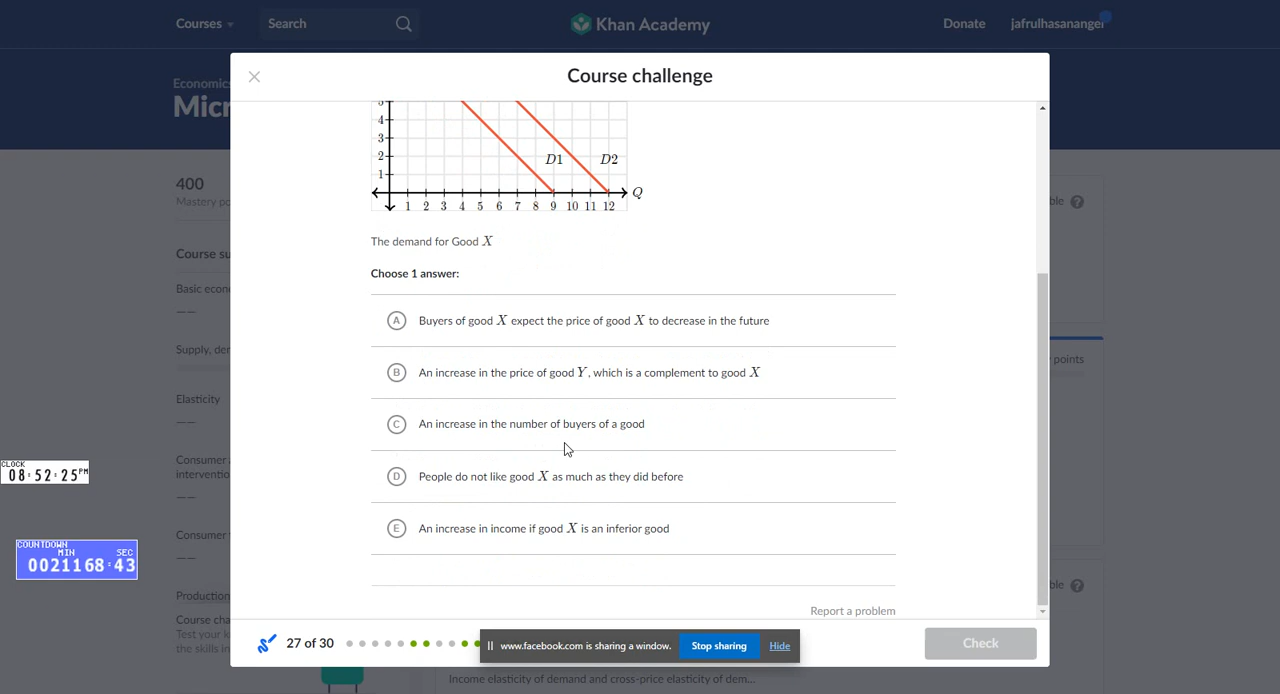 Courses
Search
Khan Academy
Donate
jafrulhasanangel
Economics
Micr
Course challenge
400
Mastery po
Course su
Basic econ
——
Supply, den
Elasticity
——
Consumer a
intervention
——
Consumer
——
Production
Course cha
Test your k
the skills in
ble ?
points
ble ?
4
3
2
1
D1
D2
Q
1 2 3 4 5 6 7 8 9 10 11 12
The demand for Good X
Choose 1 answer:
A Buyers of good X expect the price of good X to decrease in the future
B An increase in the price of good Y, which is a complement to good X
C An increase in the number of buyers of a good
D People do not like good X as much as they did before
E An increase in income if good X is an inferior good
Report a problem
27 of 30
www.facebook.com is sharing a window.
Stop sharing
Hide
Check
Income elasticity of demand and cross-price elasticity of dem...
CLOCK
08:52:25 PM
COUNTDOWN
MIN SEC
0021168:43